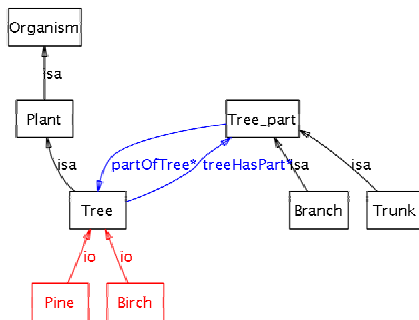 Organism
isa
Plant
Tree_part
isa
partOfTree*
treeHasPart*
isa
isa
Tree
Branch
Trunk
io
io
Pine
Birch